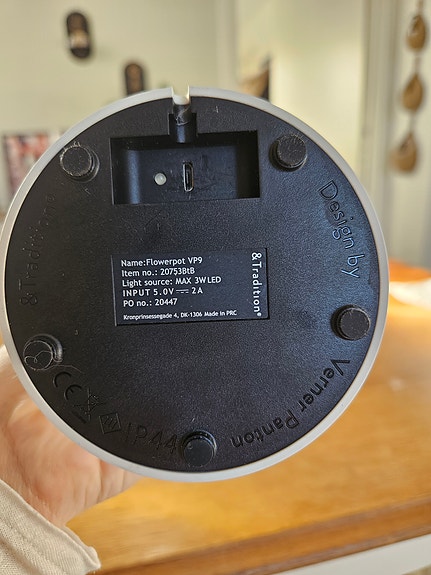 Name:Flowerpot VP9
Item no.: 20753BtB
Light source: MAX 3W LED
INPUT 5.0V ⎓ 2A
PO no.: 20447
Kronprinsessegade 4, DK-1306 Made in PRC
&Tradition®
&Tradition®
Design by
Verner Panton
CE
IP44